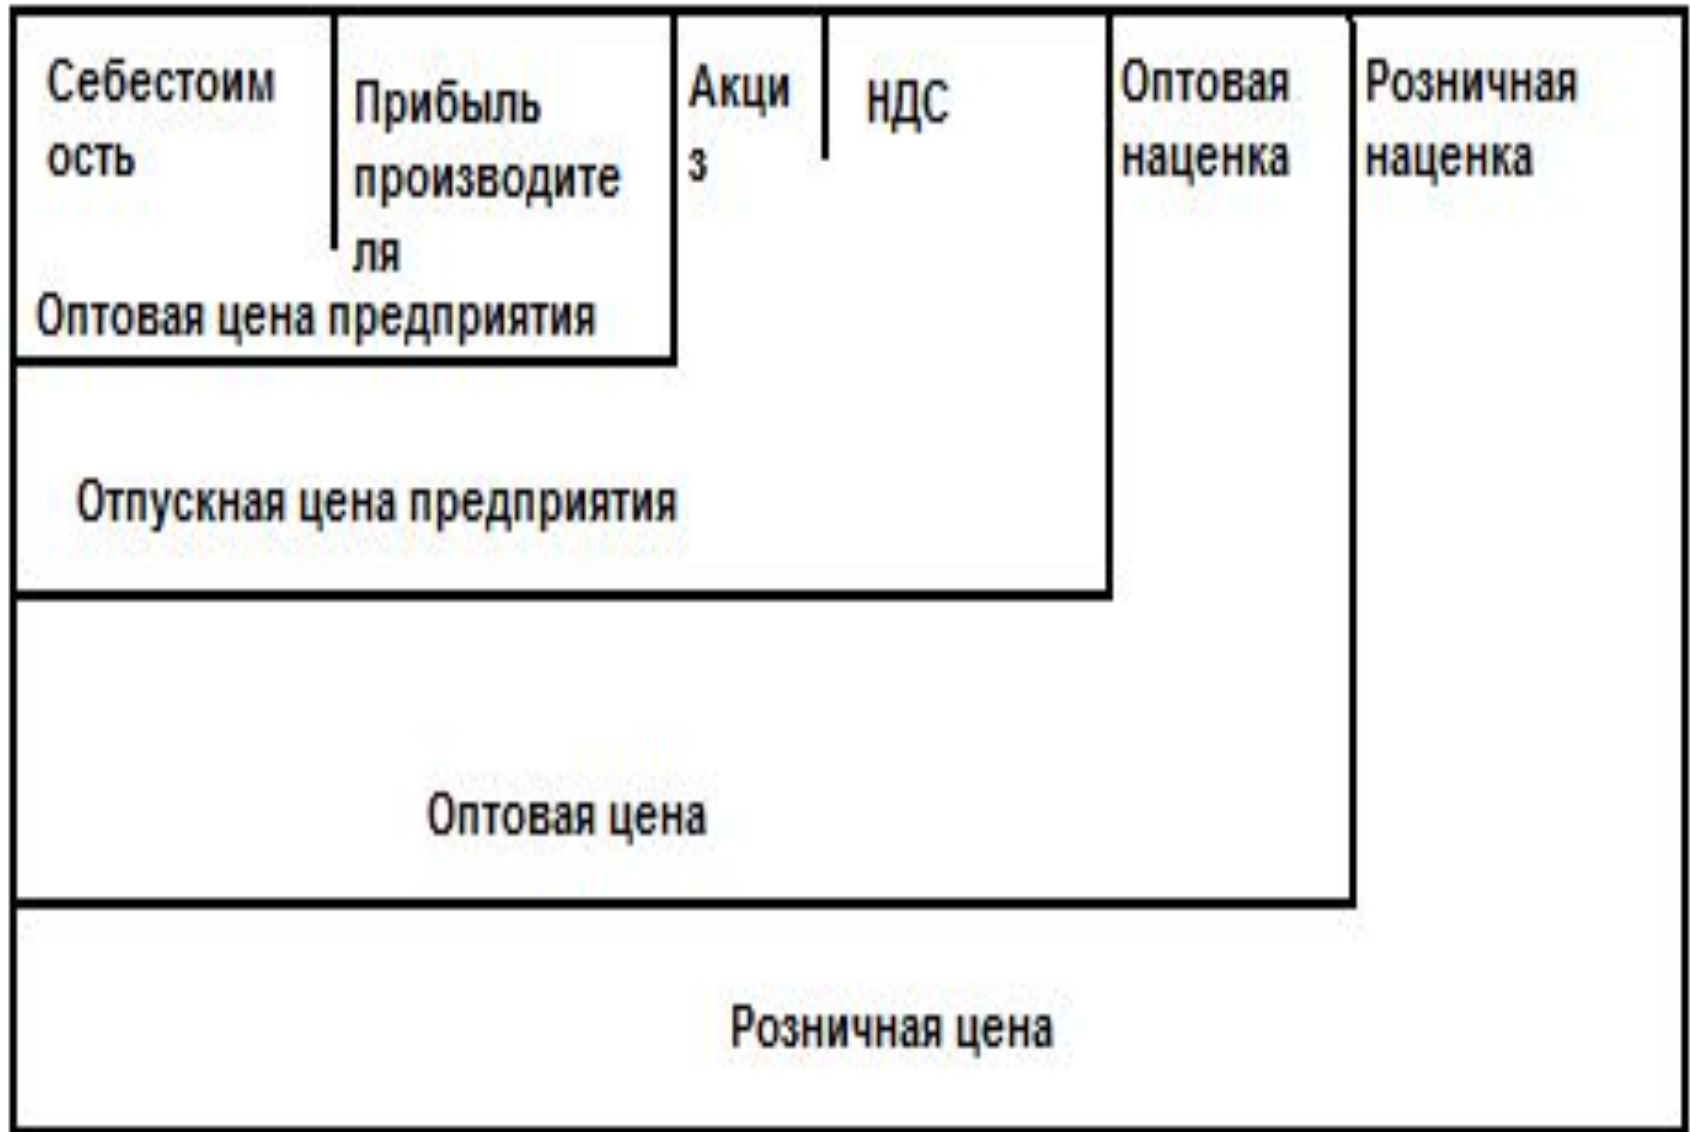 Себестоим
ость
Прибыль
производите
ля
Акци
з
НДС
Оптовая
наценка
Розничная
наценка
Оптовая цена предприятия
Отпускная цена предприятия
Оптовая цена
Розничная цена